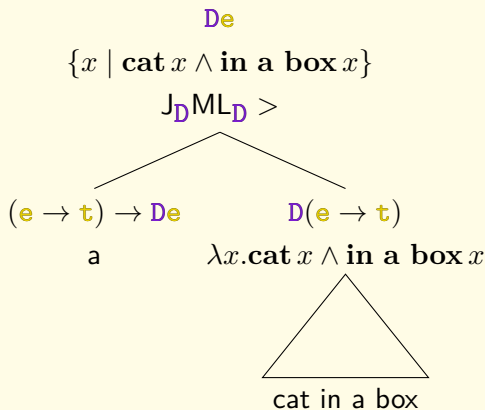 De
{x | cat x ∧ in a box x}
J_D ML_D >
(e → t) → De
D(e → t)
a
λx.cat x ∧ in a box x
cat in a box